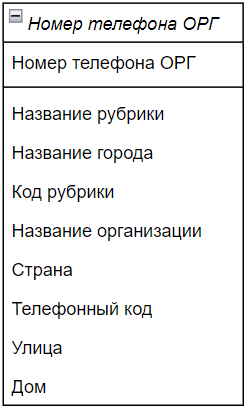 Номер телефона ОРГ
Номер телефона ОРГ
Название рубрики
Название города
Код рубрики
Название организации
Страна
Телефонный код
Улица
Дом